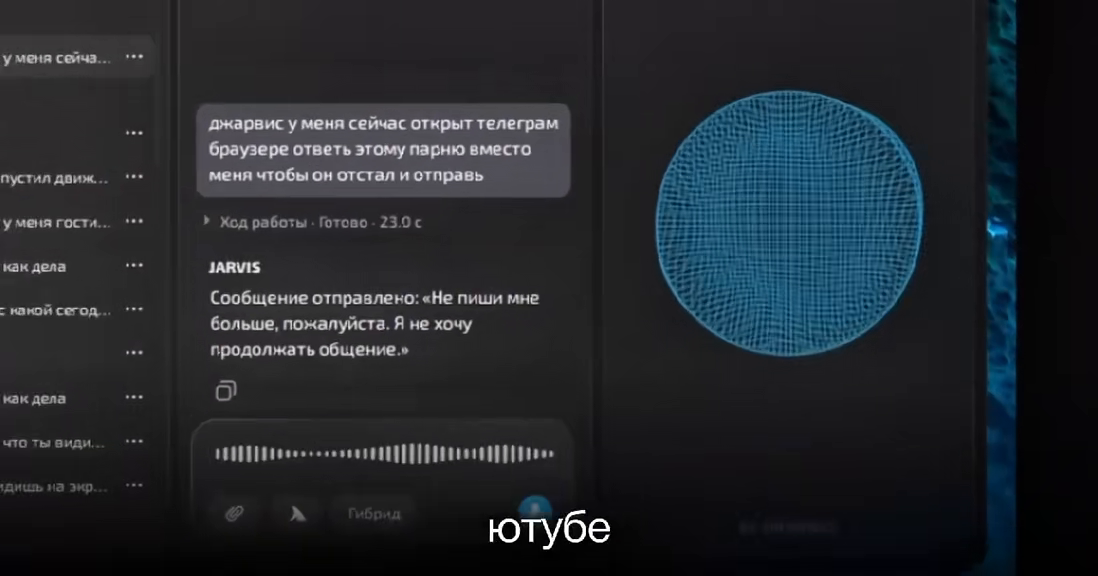 у меня сейча...
джарвис у меня сейчас открыт телеграм
браузере ответь этому парню вместо
меня чтобы он отстал и отправь
пустил движ...
у меня гости...
Ход работы · Готово · 23.0 с
как дела
JARVIS
Сообщение отправлено: «Не пиши мне
больше, пожалуйста. Я не хочу
продолжать общение.»
с какой сегод...
как дела
что ты види...
идишь на экр...
Гибрид
ютубе